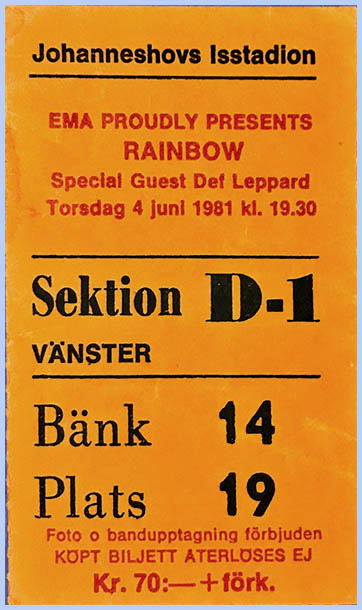 Johanneshovs Isstadion
EMA PROUDLY PRESENTS
RAINBOW
Special Guest Def Leppard
Torsdag 4 juni 1981 kl. 19.30
Sektion D-1
VÄNSTER
Bänk 14
Plats 19
Foto o bandupptagning förbjuden
KÖPT BILJETT ATERLÖSES EJ
Kr. 70:—+förk.